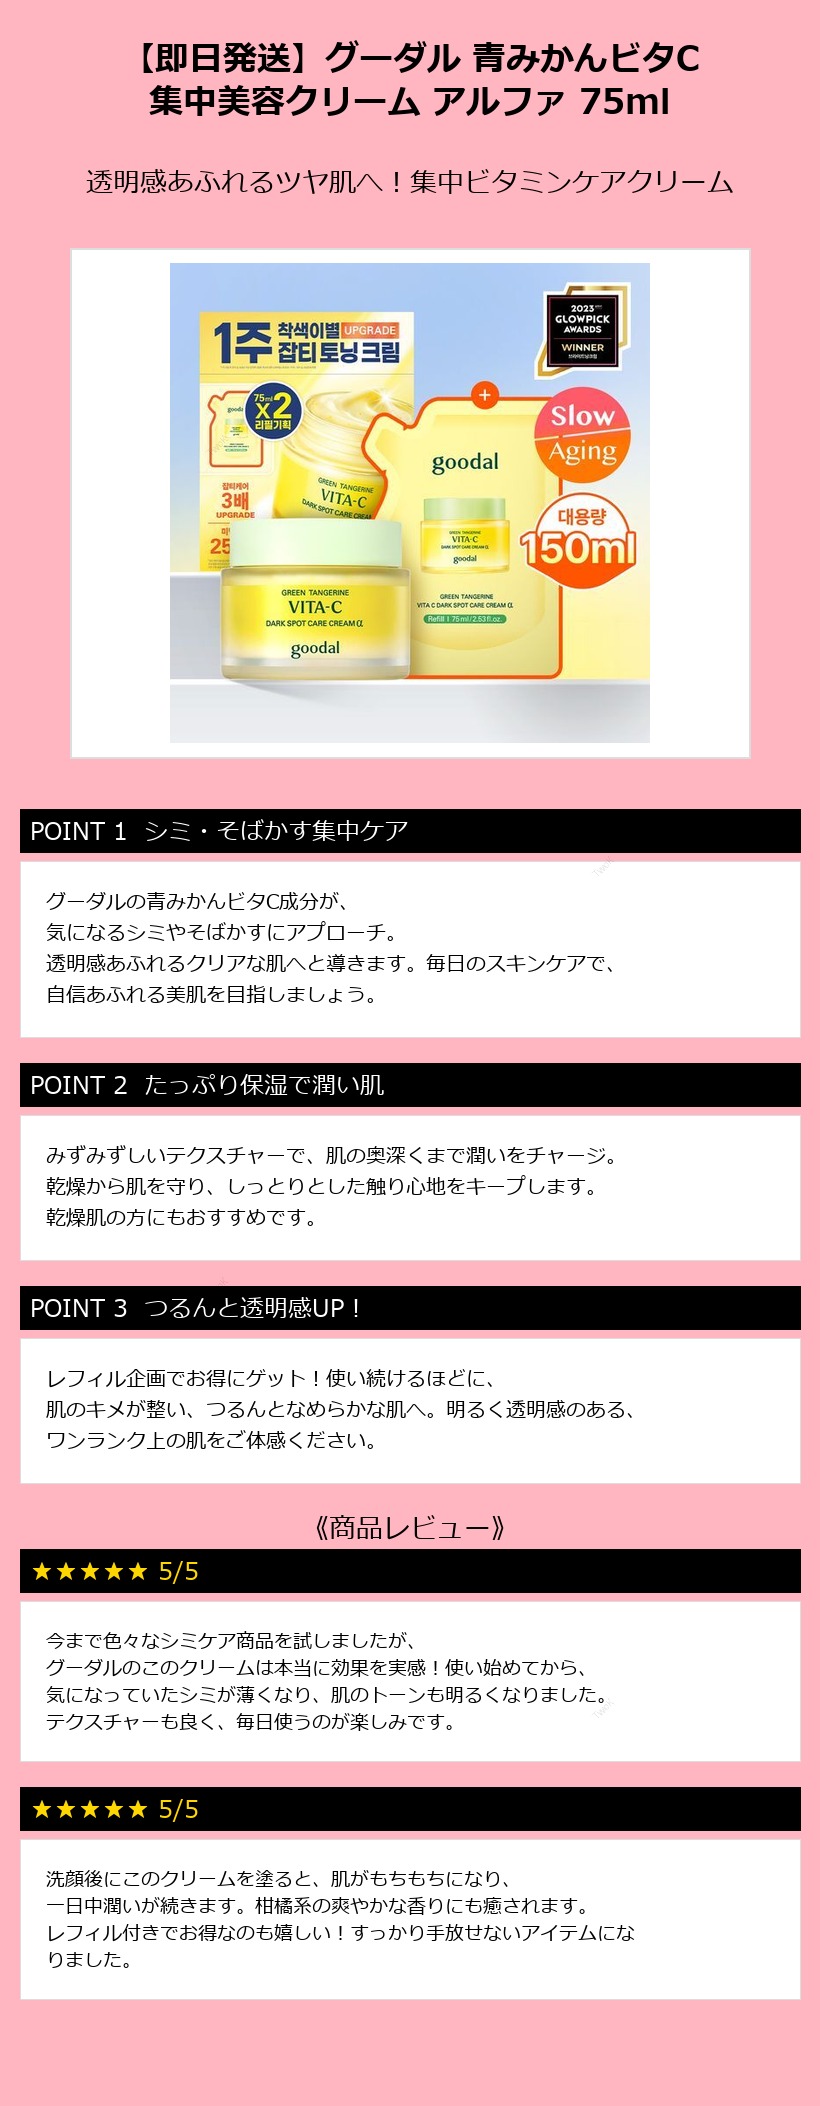 【即日発送】グーダル 青みかんビタC
集中美容クリーム アルファ 75ml
透明感あふれるツヤ肌へ！集中ビタミンケアクリーム
1주 착색이별 UPGRADE
잡티토닝크림
75ml
X2
리필기획
잡티케어
3배
UPGRADE
25
GREEN TANGERINE
VITA-C
DARK SPOT CARE CREAM
GREEN TANGERINE
VITA-C
DARK SPOT CARE CREAM α
goodal
+
goodal
GREEN TANGERINE
VITA-C
DARK SPOT CARE CREAM α
goodal
GREEN TANGERINE
VITA C DARK SPOT CARE CREAM α
Refill I 75ml/2.53fl.oz.
2023
GLOWPICK
AWARDS
WINNER
Slow
Aging
대용량
150ml
POINT 1 シミ・そばかす集中ケア
グーダルの青みかんビタC成分が、
気になるシミやそばかすにアプローチ。
透明感あふれるクリアな肌へと導きます。毎日のスキンケアで、
自信あふれる美肌を目指しましょう。
POINT 2 たっぷり保湿で潤い肌
みずみずしいテクスチャーで、肌の奥深くまで潤いをチャージ。
乾燥から肌を守り、しっとりとした触り心地をキープします。
乾燥肌の方にもおすすめです。
POINT 3 つるんと透明感UP！
レフィル企画でお得にゲット！使い続けるほどに、
肌のキメが整い、つるんとなめらかな肌へ。明るく透明感のある、
ワンランク上の肌をご体感ください。
《商品レビュー》
★★★★★ 5/5
今まで色々なシミケア商品を試しましたが、
グーダルのこのクリームは本当に効果を実感！使い始めてから、
気になっていたシミが薄くなり、肌のトーンも明るくなりました。
テクスチャーも良く、毎日使うのが楽しみです。
★★★★★ 5/5
洗顔後にこのクリームを塗ると、肌がもちもちになり、
一日中潤いが続きます。柑橘系の爽やかな香りにも癒されます。
レフィル付きでお得なのも嬉しい！すっかり手放せないアイテムにな
りました。